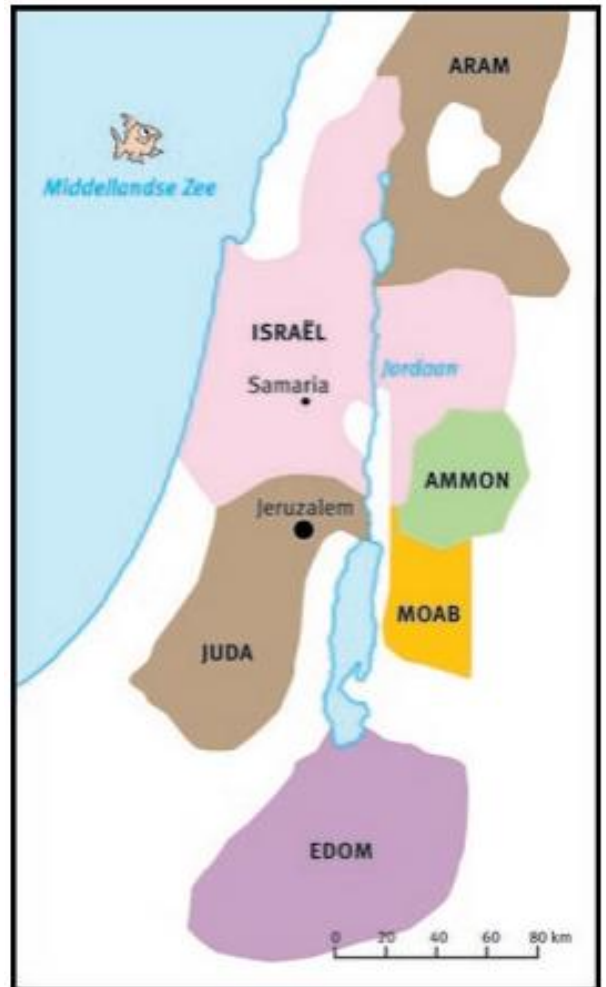 ARAM
Middellandse Zee
ISRAËL
Jordaan
Samaria
AMMON
Jeruzalem
MOAB
JUDA
EDOM
0 20 40 60 80 km